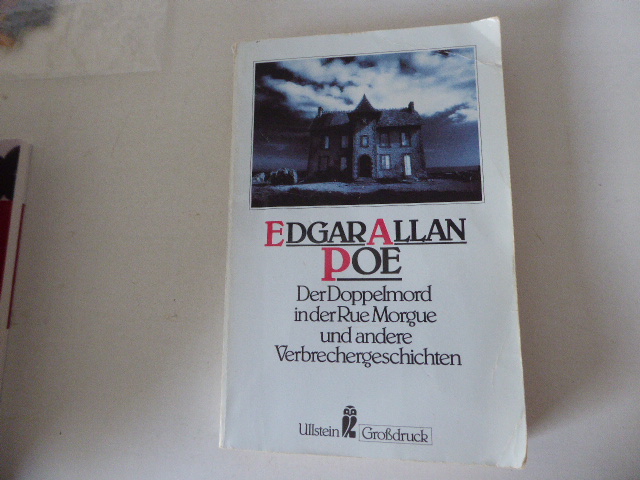 EDGAR ALLAN
POE
Der Doppelmord
in der Rue Morgue
und andere
Verbrechergeschichten
Ullstein Großdruck